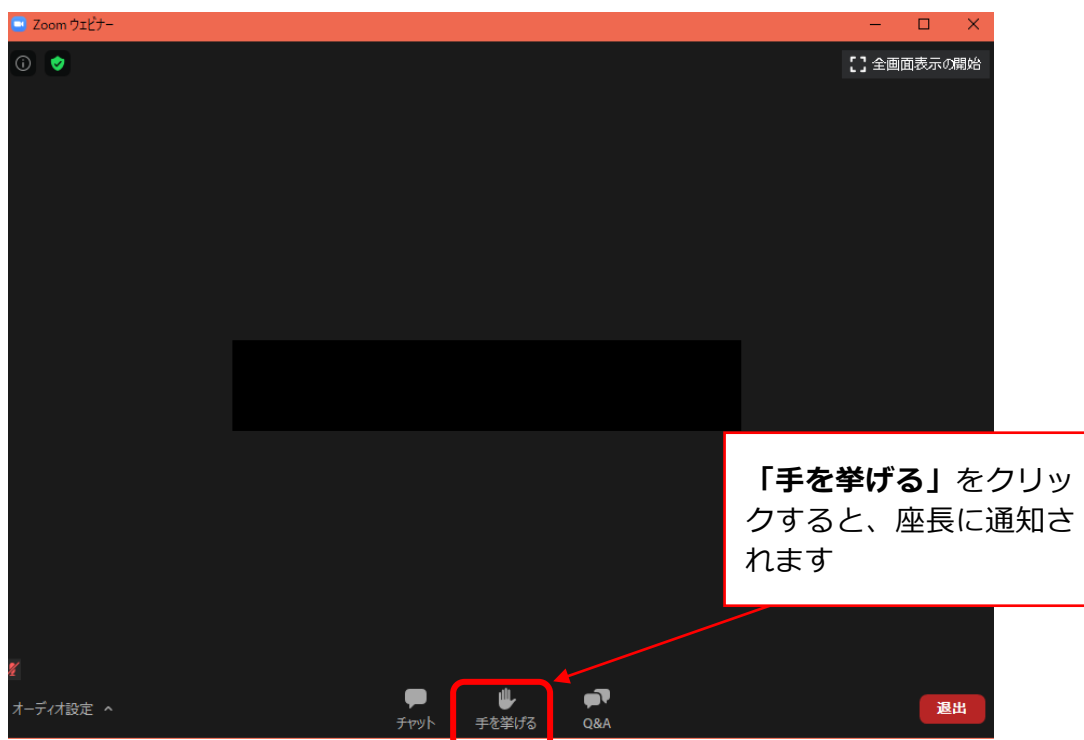 Zoom ウェビナー
全画面表示の開始
「手を挙げる」をクリッ
クすると、座長に通知さ
れます
オーディオ設定
チャット
手を挙げる
Q&A
退出